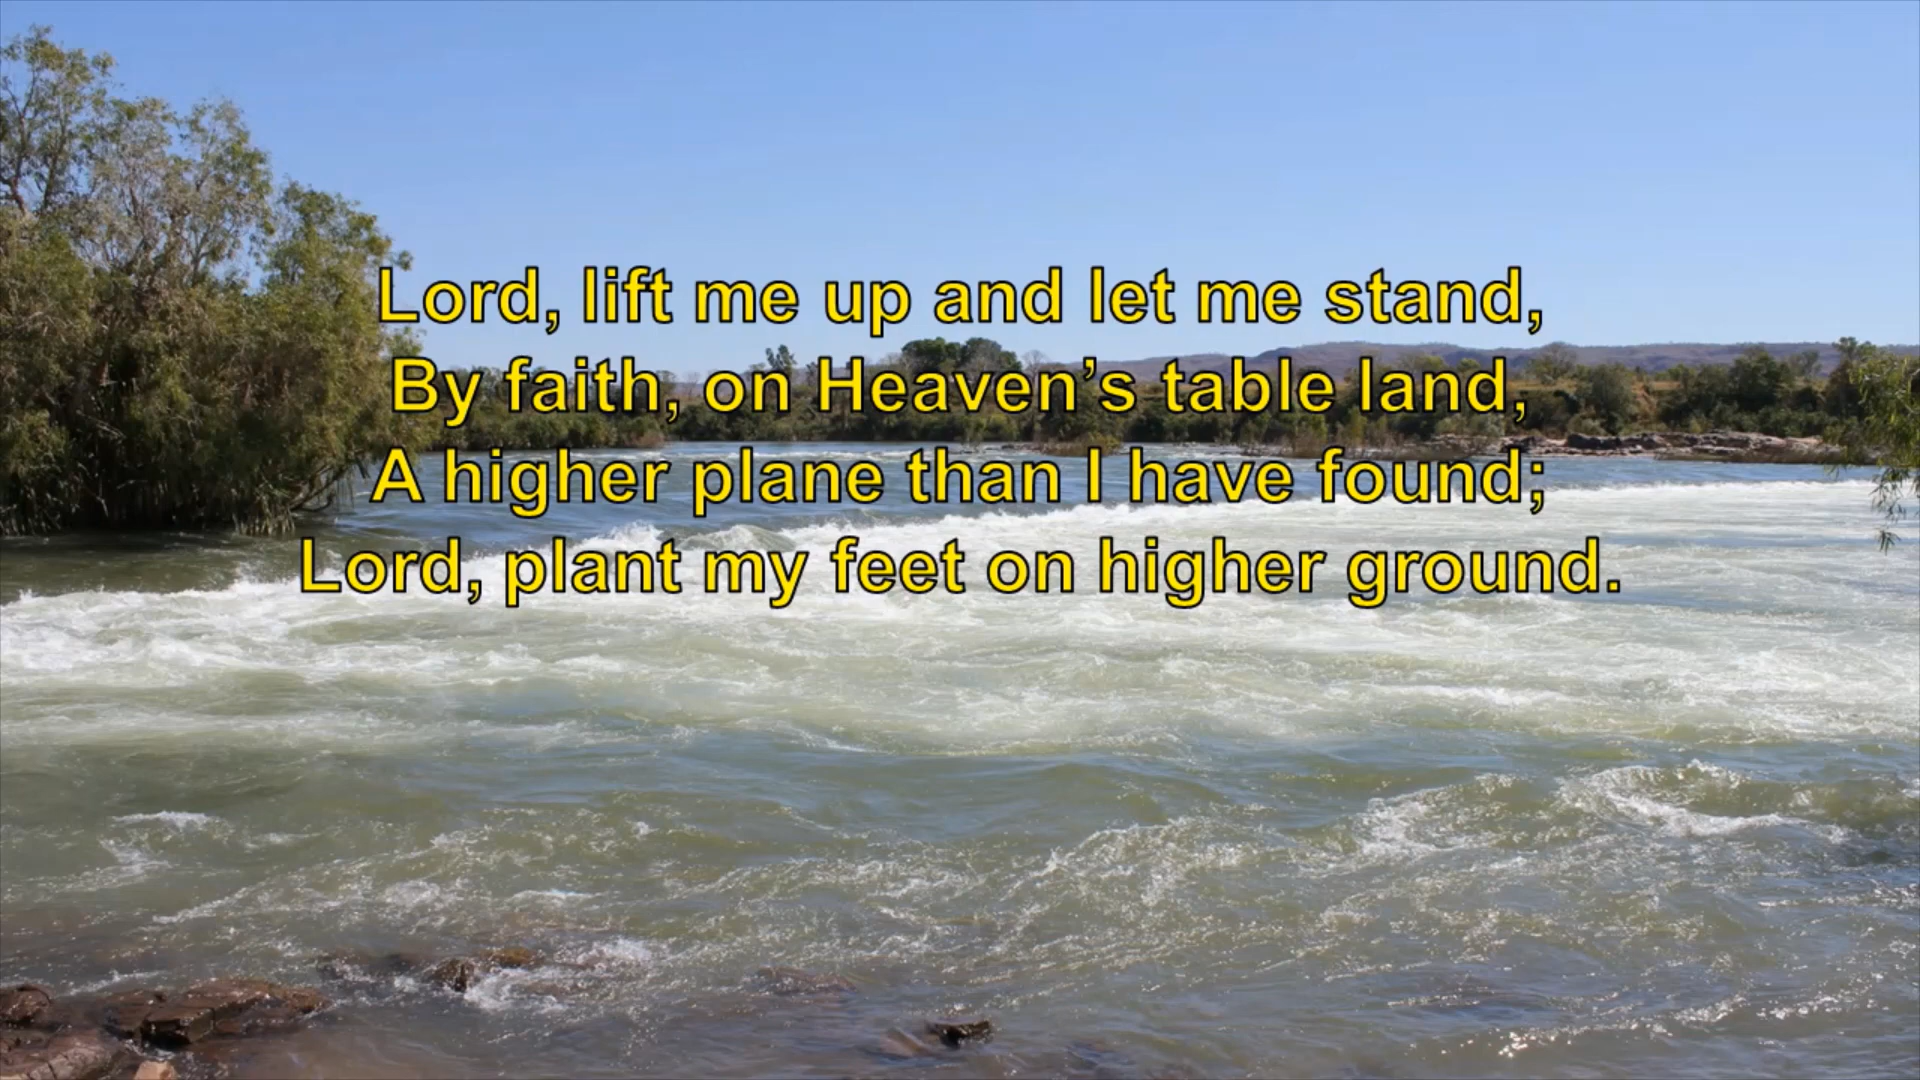 Lord, lift me up and let me stand,
By faith, on Heaven’s table land,
A higher plane than I have found;
Lord, plant my feet on higher ground.